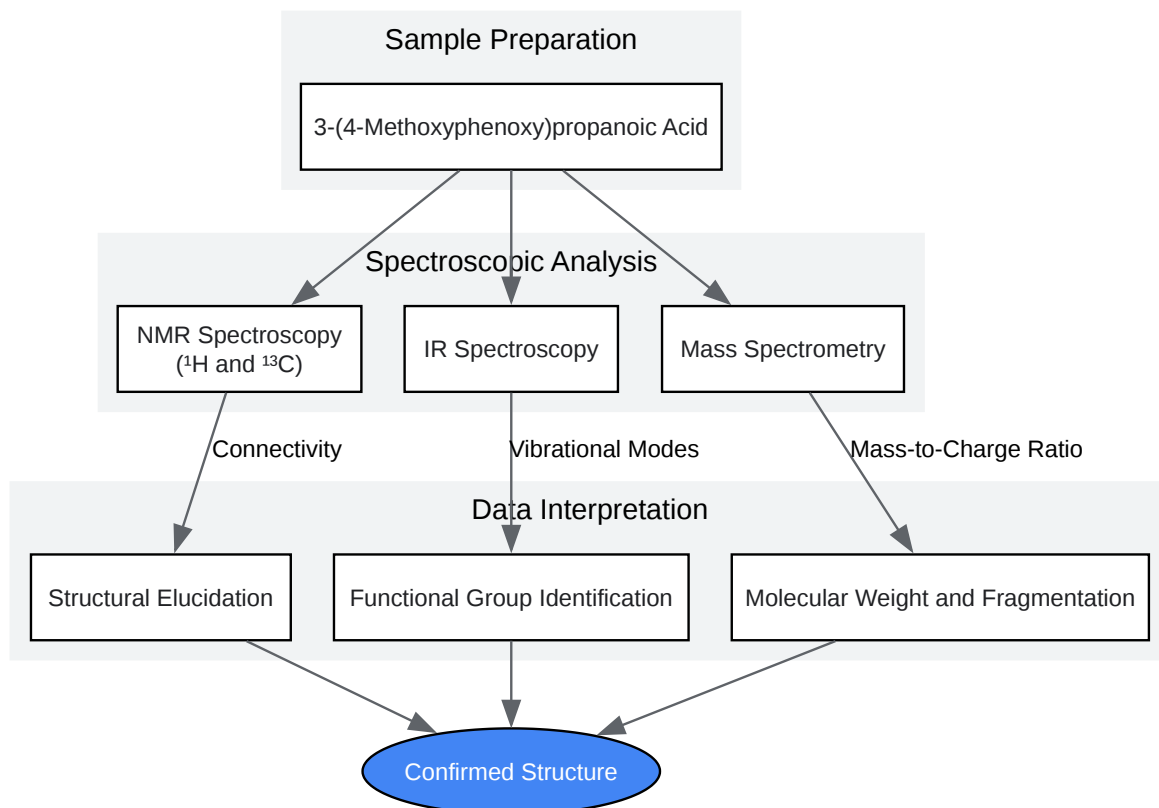 Sample Preparation
3-(4-Methoxyphenoxy)propanoic Acid
Spectroscopic Analysis
NMR Spectroscopy
(¹H and ¹³C)
IR Spectroscopy
Mass Spectrometry
Connectivity
Vibrational Modes
Mass-to-Charge Ratio
Data Interpretation
Structural Elucidation
Functional Group Identification
Molecular Weight and Fragmentation
Confirmed Structure